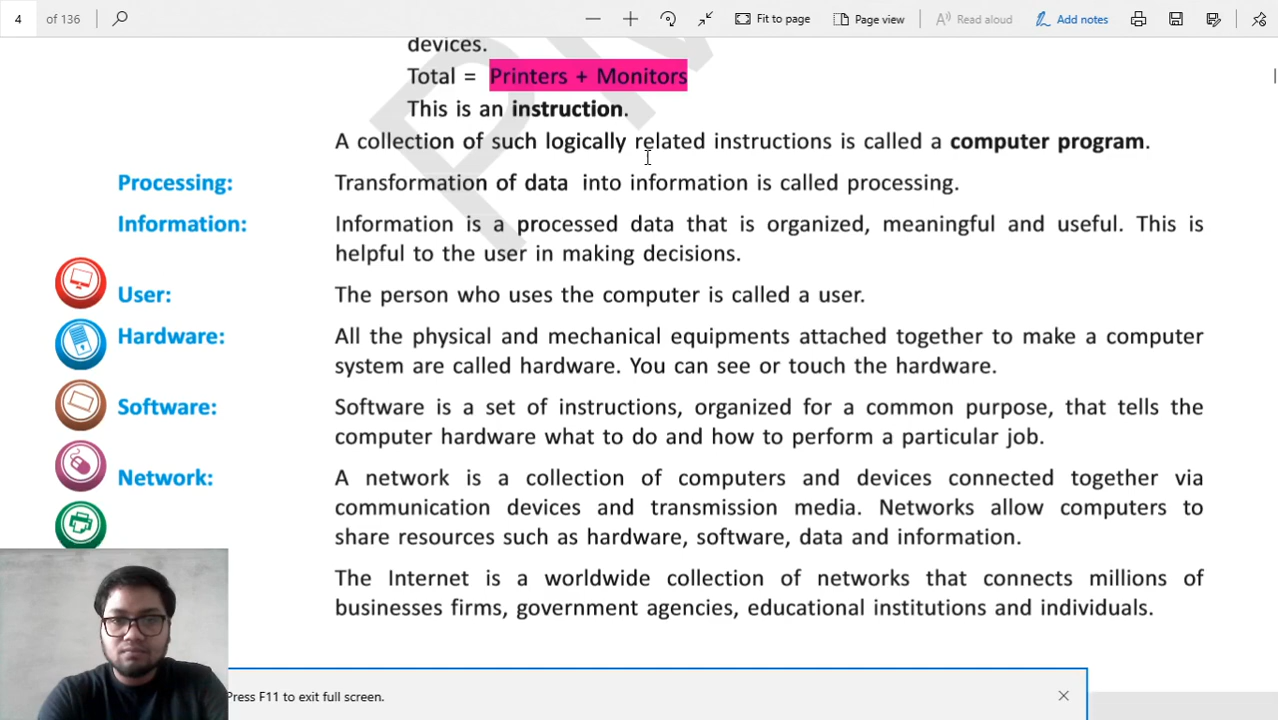 4 of 136 Fit to page Page view Read aloud Add notes
devices.
Total = Printers + Monitors
This is an instruction.
A collection of such logically related instructions is called a computer program.
Processing: Transformation of data into information is called processing.
Information: Information is a processed data that is organized, meaningful and useful. This is
helpful to the user in making decisions.
User: The person who uses the computer is called a user.
Hardware: All the physical and mechanical equipments attached together to make a computer
system are called hardware. You can see or touch the hardware.
Software: Software is a set of instructions, organized for a common purpose, that tells the
computer hardware what to do and how to perform a particular job.
Network: A network is a collection of computers and devices connected together via
communication devices and transmission media. Networks allow computers to
share resources such as hardware, software, data and information.
The Internet is a worldwide collection of networks that connects millions of
businesses firms, government agencies, educational institutions and individuals.
Press F11 to exit full screen.